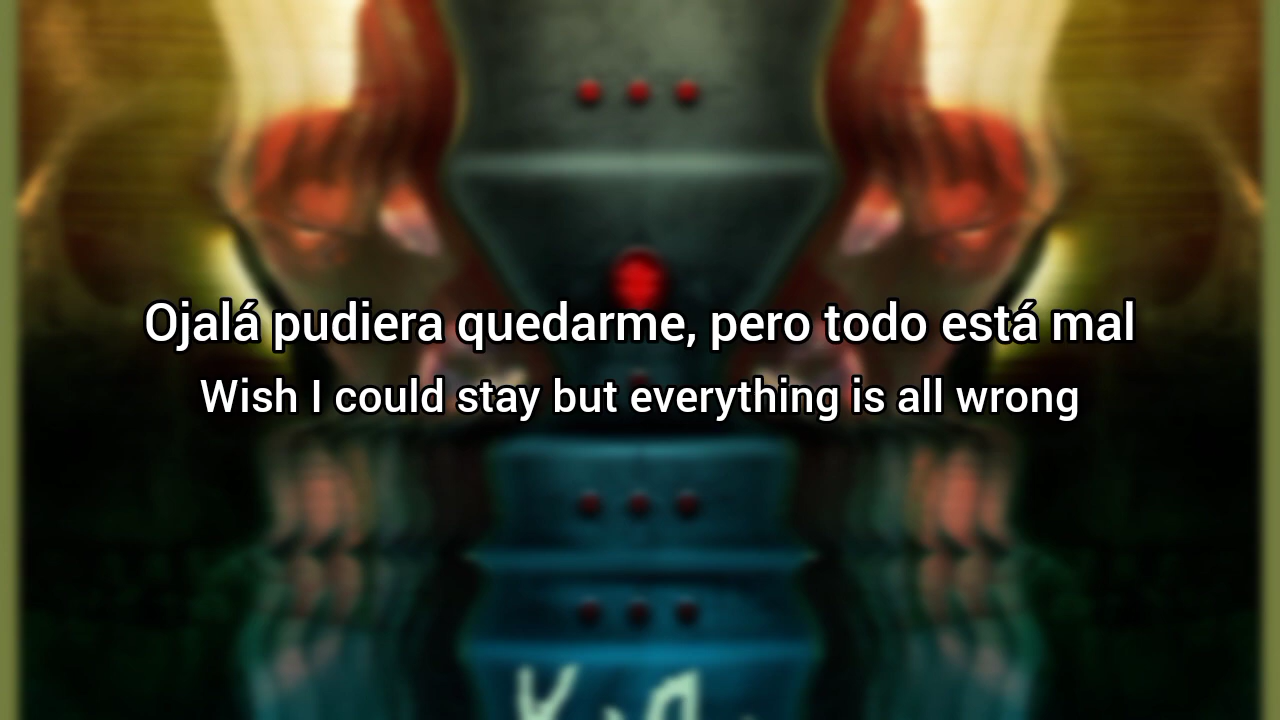 Ojalá pudiera quedarme, pero todo está mal
Wish I could stay but everything is all wrong